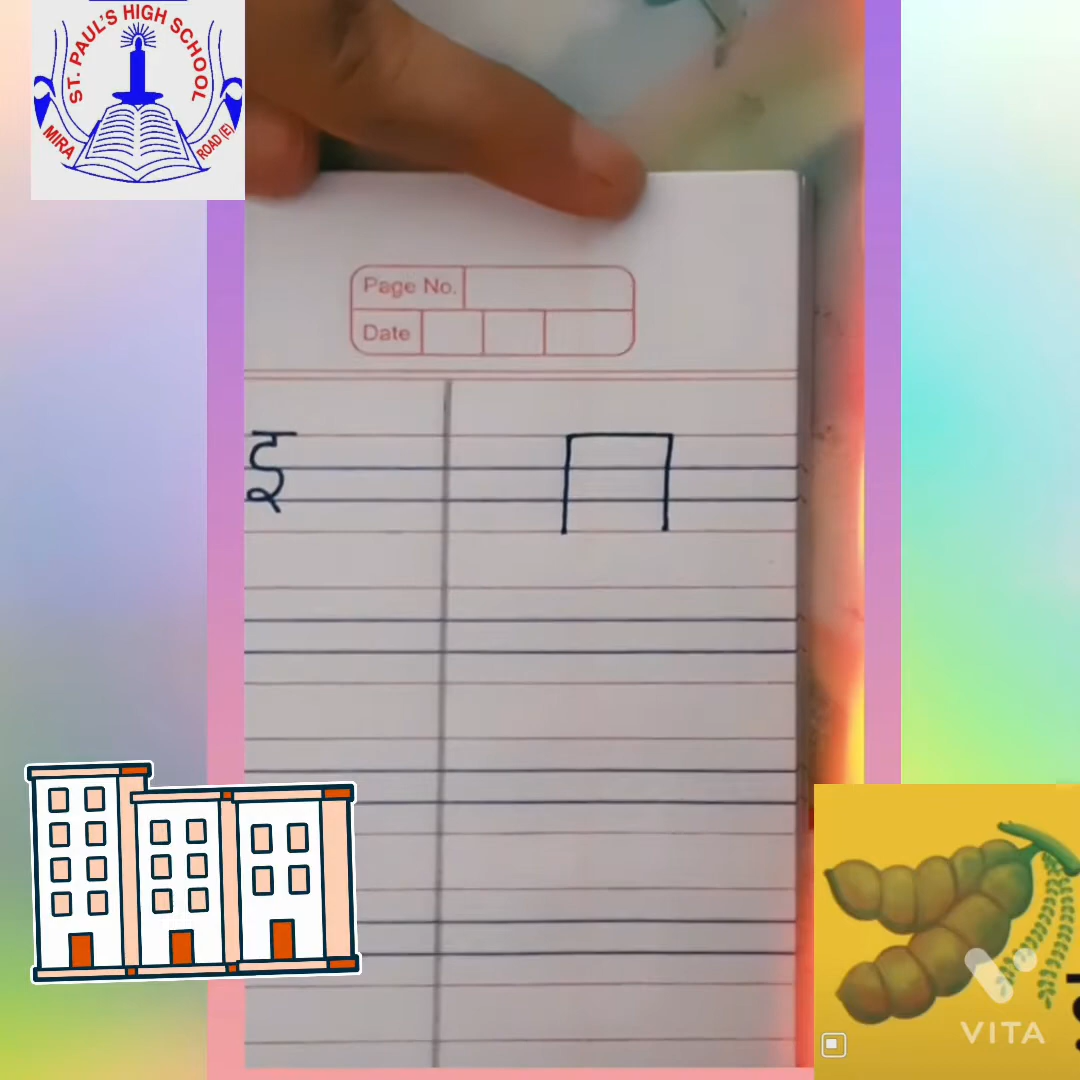 ST. PAUL'S HIGH SCHOOL
MIRA ROAD (E)
Page No.
Date
इ
VITA